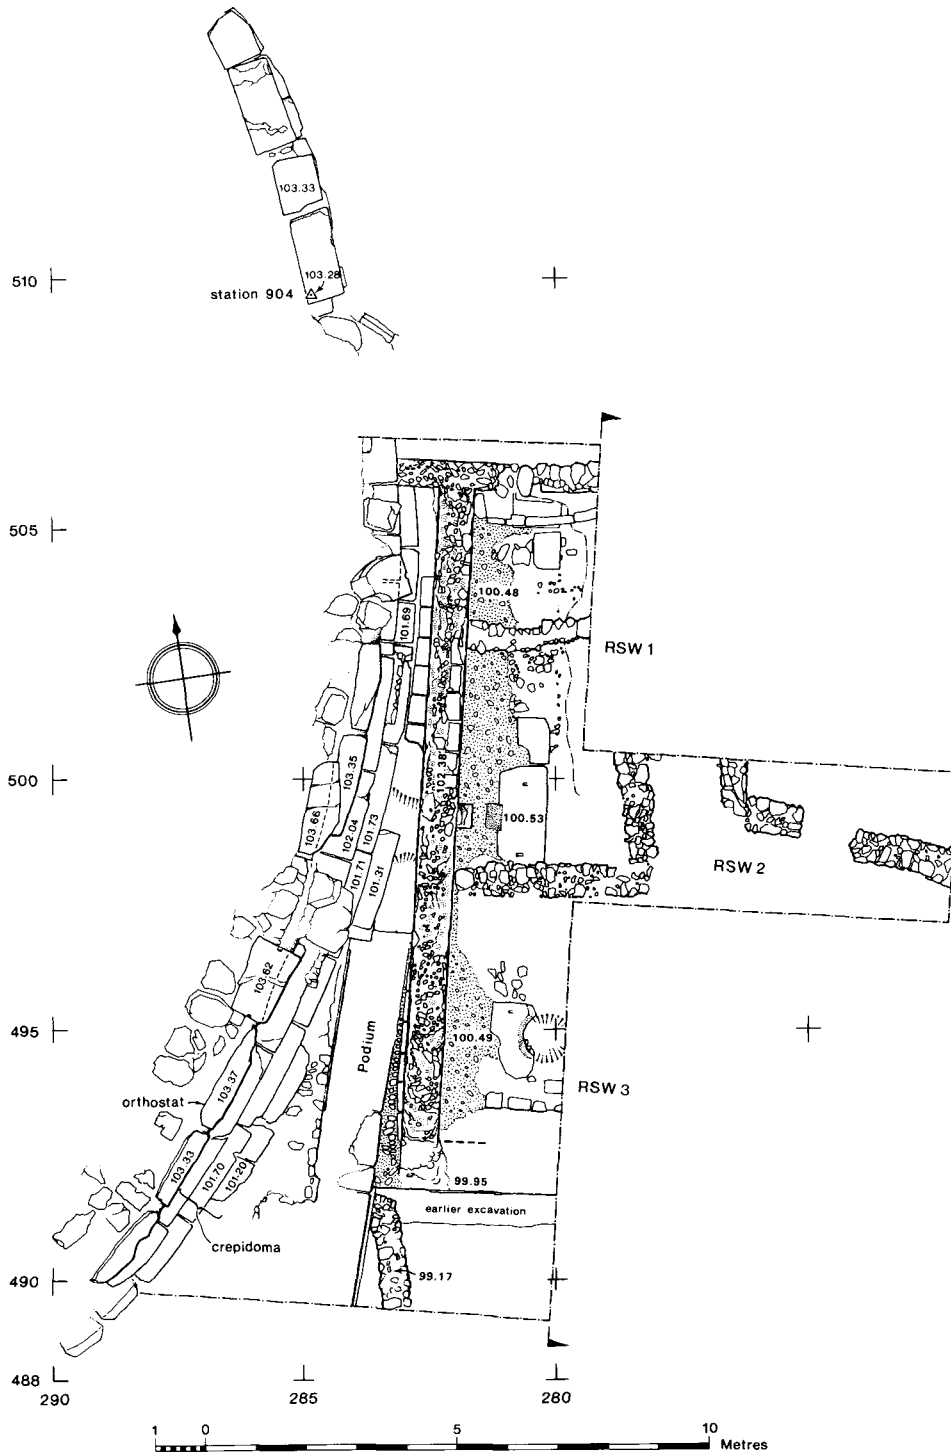 103.33
510
103.28
station 904
505
100.48
101.69
RSW 1
500
103.35
102.38
103.66
102.04
101.73
100.53
101.71
101.31
RSW 2
103.62
495
Podium
100.49
103.37
RSW 3
orthostat
103.33
101.70
101.20
99.95
earlier excavation
crepidoma
99.17
490
488
290
285
280
1 0 5 10
Metres